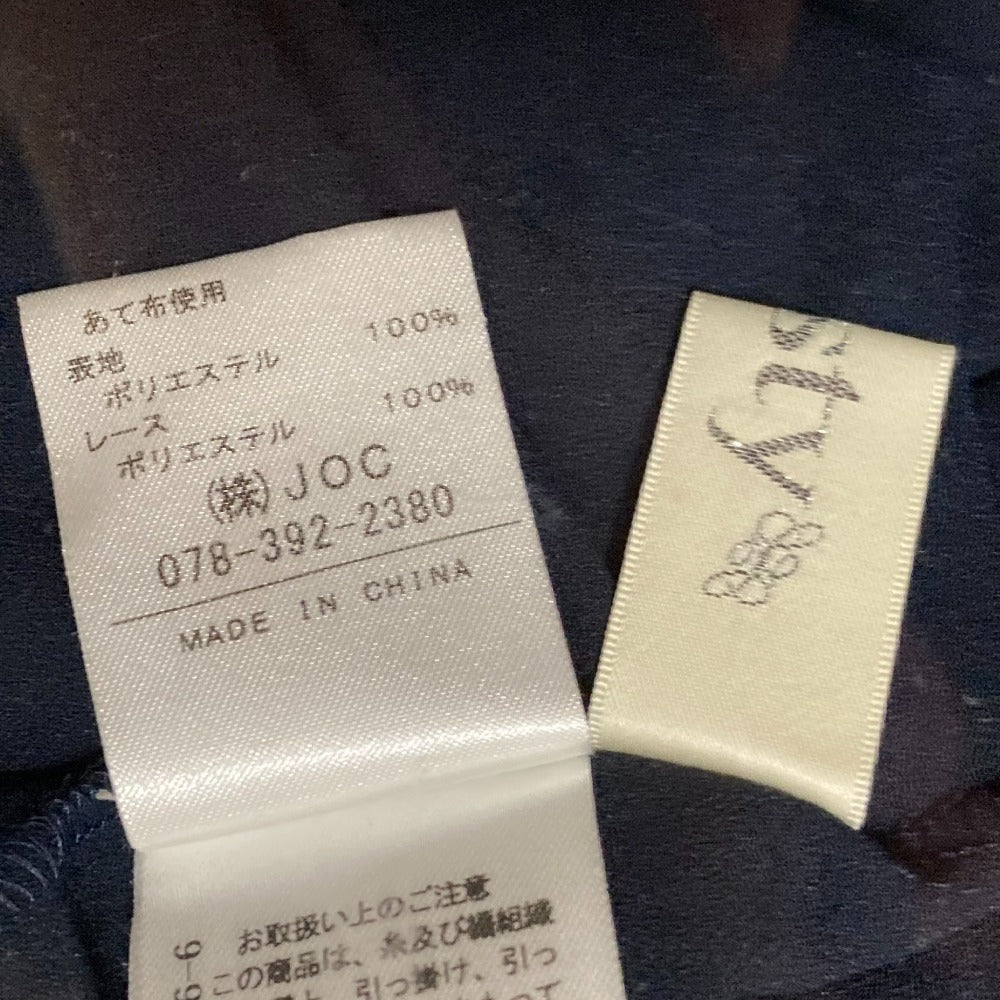 あて布使用
表地
ポリエステル 100%
レース
ポリエステル 100%
(株)JOC
078-392-2380
MADE IN CHINA
お取扱い上のご注意
この商品は、糸及び繊組織
引っ掛け、引っ
sty